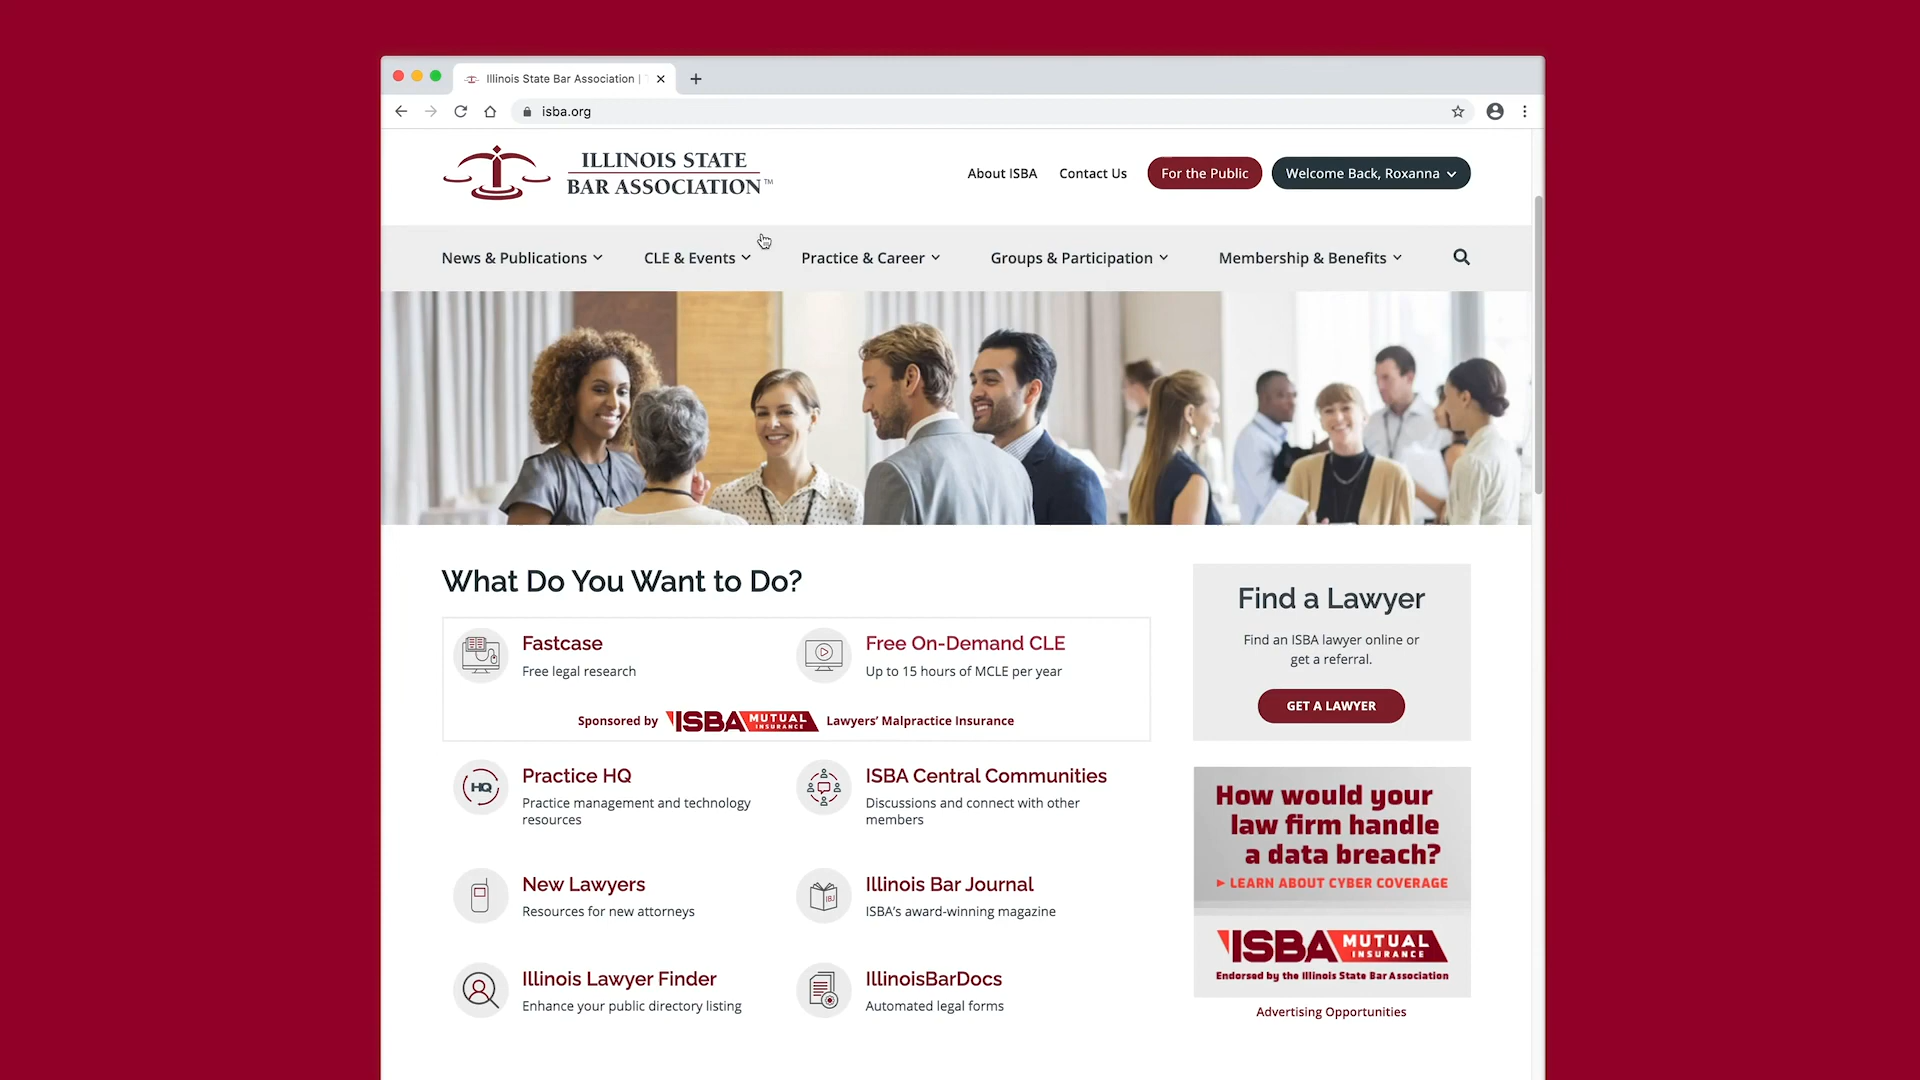 Illinois State Bar Association |
isba.org
ILLINOIS STATE
BAR ASSOCIATION™
About ISBA
Contact Us
For the Public
Welcome Back, Roxanna
News & Publications
CLE & Events
Practice & Career
Groups & Participation
Membership & Benefits
What Do You Want to Do?
Fastcase
Free legal research
Free On-Demand CLE
Up to 15 hours of MCLE per year
Sponsored by ISBA MUTUAL INSURANCE Lawyers’ Malpractice Insurance
HQ
Practice HQ
Practice management and technology
resources
ISBA Central Communities
Discussions and connect with other
members
New Lawyers
Resources for new attorneys
IBJ
Illinois Bar Journal
ISBA’s award-winning magazine
Illinois Lawyer Finder
Enhance your public directory listing
IllinoisBarDocs
Automated legal forms
Find a Lawyer
Find an ISBA lawyer online or
get a referral.
GET A LAWYER
How would your
law firm handle
a data breach?
► LEARN ABOUT CYBER COVERAGE
ISBA MUTUAL
INSURANCE
Endorsed by the Illinois State Bar Association
Advertising Opportunities